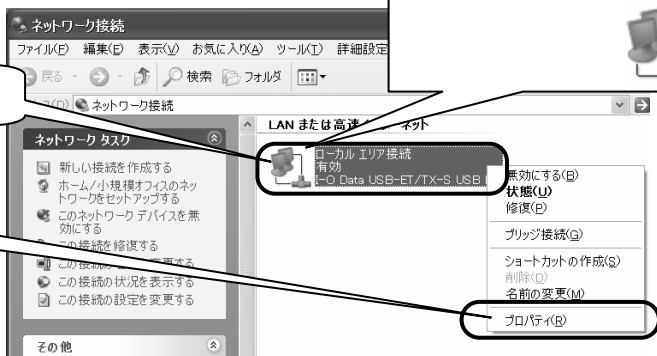 ネットワーク接続
ファイル(F) 編集(E) 表示(V) お気に入り(A) ツール(T) 詳細設定
戻る 検索 フォルダ
ネットワーク接続
LAN または高速
ネットワーク タスク
新しい接続を作成する
ホーム/小規模オフィスのネッ
トワークをセットアップする
このネットワーク デバイスを無
効にする
この接続を修復する
この接続の
変更する
この接続の状況を表示する
この接続の設定を変更する
その他
ローカル エリア接続
有効
I-O Data USB-ET/TX-S USB
無効にする(B)
状態(U)
修復(P)
ブリッジ接続(G)
ショートカットの作成(S)
削除(D)
名前の変更(M)
プロパティ(R)